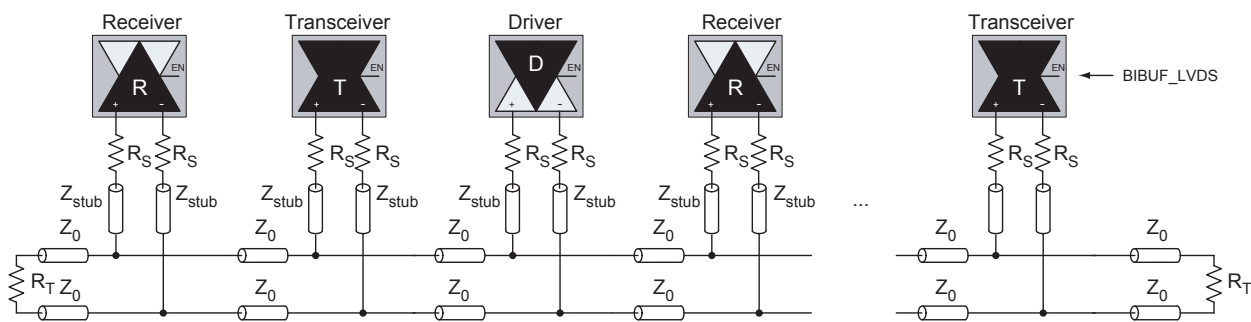 Receiver Transceiver Driver Receiver Transceiver
EN EN EN EN EN
R T D R T
BIBUF_LVDS
+ - + - + - + - + -
RS RS RS RS RS RS RS RS RS RS
Zstub Zstub Zstub Zstub Zstub Zstub Zstub Zstub
...
Z0 Z0 Z0 Z0 Z0 Z0
RT Z0 Z0 Z0 Z0 Z0 Z0 RT